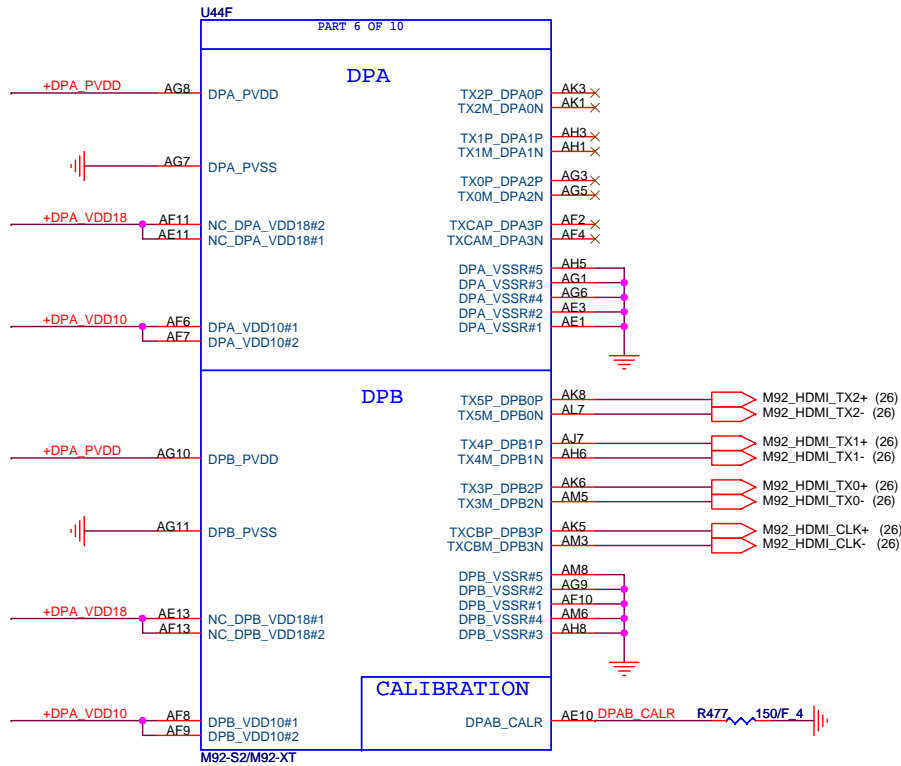 U44F
PART 6 OF 10
DPA
+DPA_PVDD AG8 DPA_PVDD
TX2P_DPA0P AK3
TX2M_DPA0N AK1
TX1P_DPA1P AH3
TX1M_DPA1N AH1
AG7 DPA_PVSS
TX0P_DPA2P AG3
TX0M_DPA2N AG5
+DPA_VDD18 AF11 NC_DPA_VDD18#2
AE11 NC_DPA_VDD18#1
TXCAP_DPA3P AF2
TXCAM_DPA3N AF4
DPA_VSSR#5 AH5
DPA_VSSR#3 AG1
DPA_VSSR#4 AG6
DPA_VSSR#2 AE3
DPA_VSSR#1 AE1
+DPA_VDD10 AF6 DPA_VDD10#1
AF7 DPA_VDD10#2
DPB
TX5P_DPB0P AK8 M92_HDMI_TX2+ (26)
TX5M_DPB0N AL7 M92_HDMI_TX2- (26)
TX4P_DPB1P AJ7 M92_HDMI_TX1+ (26)
TX4M_DPB1N AH6 M92_HDMI_TX1- (26)
+DPA_PVDD AG10 DPB_PVDD
TX3P_DPB2P AK6 M92_HDMI_TX0+ (26)
TX3M_DPB2N AM5 M92_HDMI_TX0- (26)
AG11 DPB_PVSS
TXCBP_DPB3P AK5 M92_HDMI_CLK+ (26)
TXCBM_DPB3N AM3 M92_HDMI_CLK- (26)
DPB_VSSR#5 AM8
DPB_VSSR#2 AG9
DPB_VSSR#1 AF10
DPB_VSSR#4 AM6
DPB_VSSR#3 AH8
+DPA_VDD18 AE13 NC_DPB_VDD18#1
AF13 NC_DPB_VDD18#2
CALIBRATION
+DPA_VDD10 AF8 DPB_VDD10#1
AF9 DPB_VDD10#2
DPAB_CALR AE10 DPAB_CALR R477 150/F_4
M92-S2/M92-XT